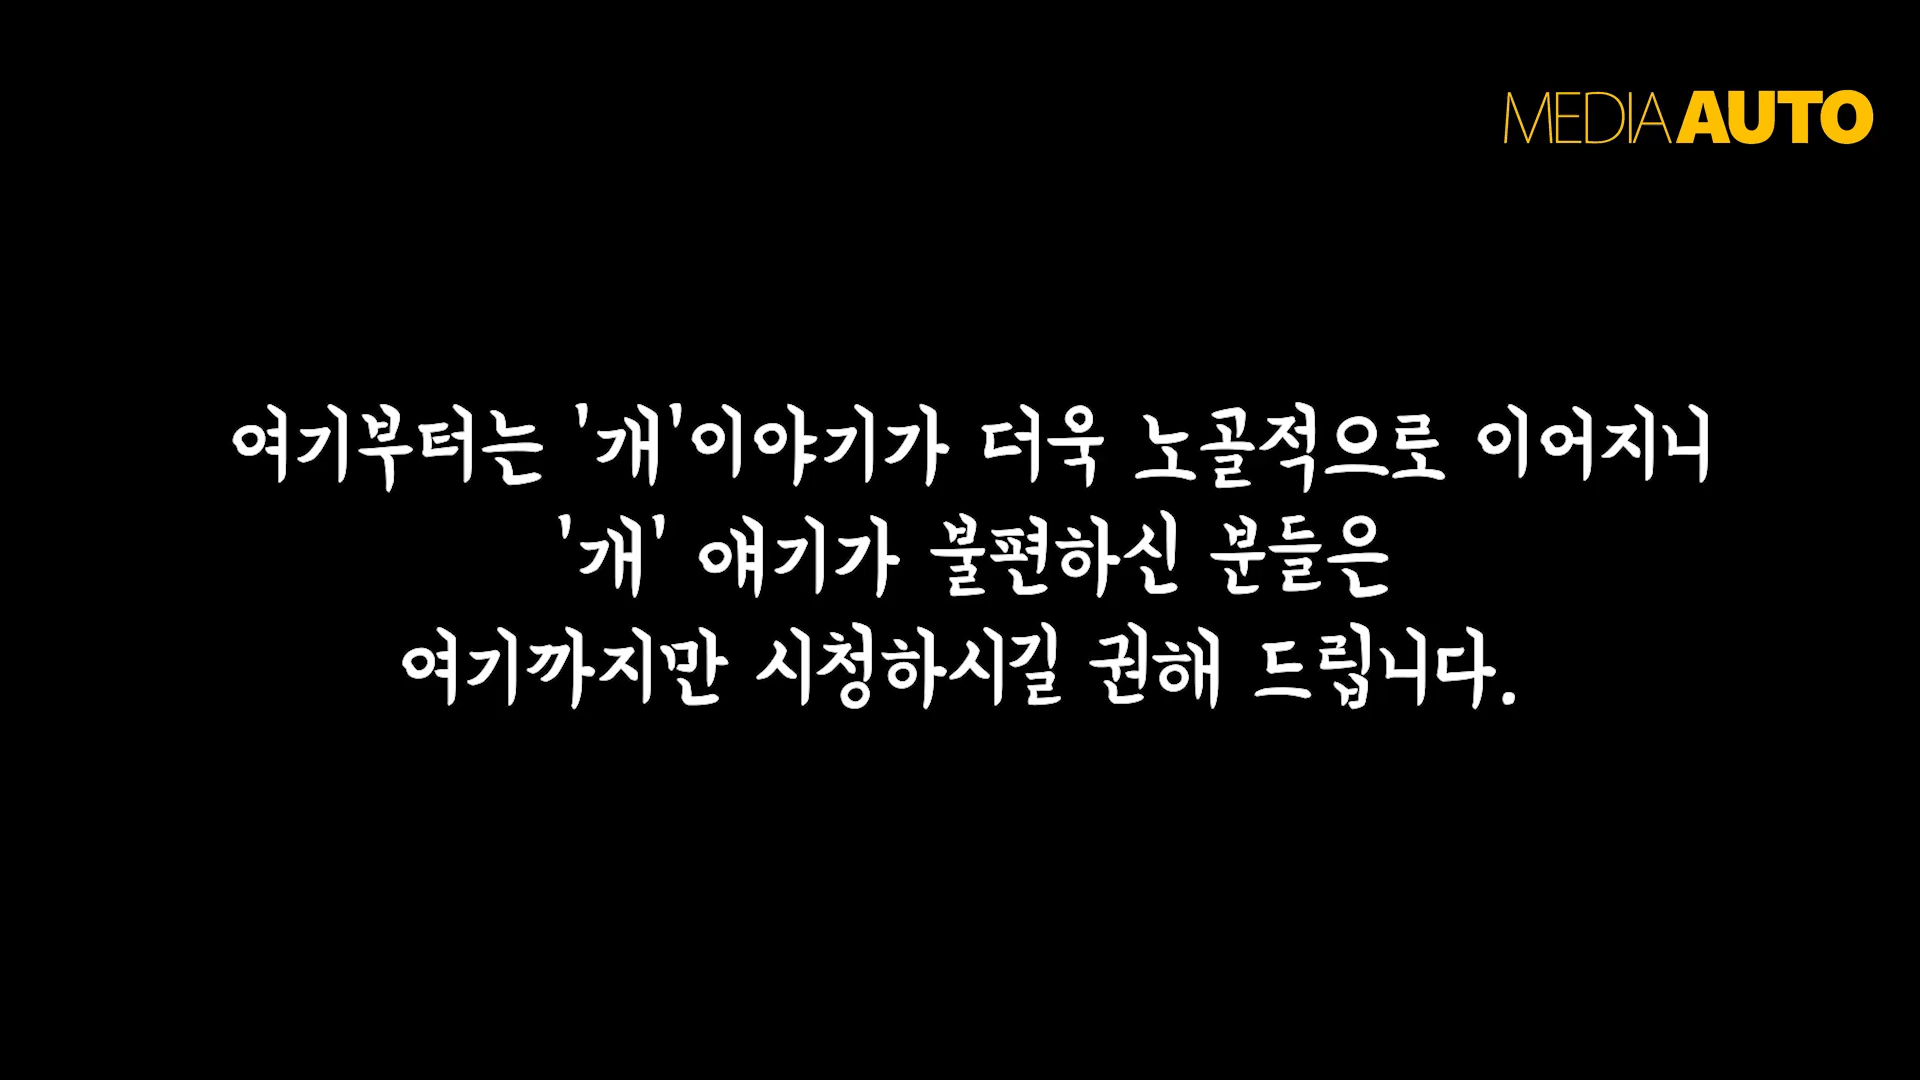 MEDIA AUTO
여기부터는 '개'이야기가 더욱 노골적으로 이어지니
'개' 얘기가 불편하신 분들은
여기까지만 시청하시길 권해 드립니다.